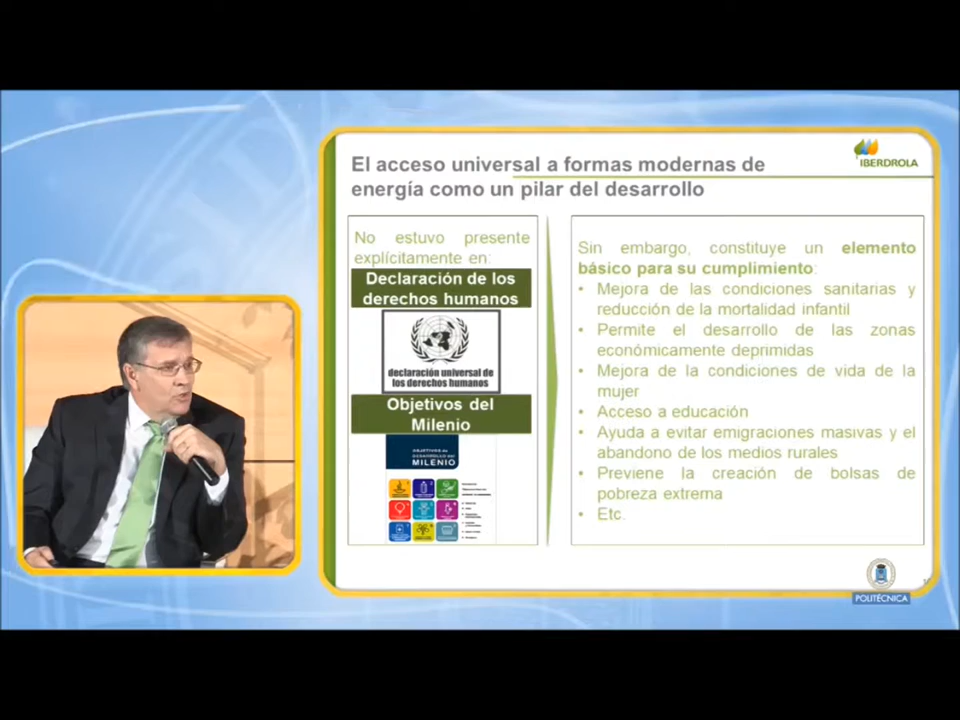 El acceso universal a formas modernas de
energía como un pilar del desarrollo
IBERDROLA
No estuvo presente
explícitamente en:
Declaración de los
derechos humanos
declaración universal de
los derechos humanos
Objetivos del
Milenio
OBJETIVOS DE
DESARROLLO DEL
MILENIO
Sin embargo, constituye un elemento
básico para su cumplimiento:
• Mejora de las condiciones sanitarias y
reducción de la mortalidad infantil
• Permite el desarrollo de las zonas
económicamente deprimidas
• Mejora de la condiciones de vida de la
mujer
• Acceso a educación
• Ayuda a evitar emigraciones masivas y el
abandono de los medios rurales
• Previene la creación de bolsas de
pobreza extrema
• Etc.
POLITÉCNICA